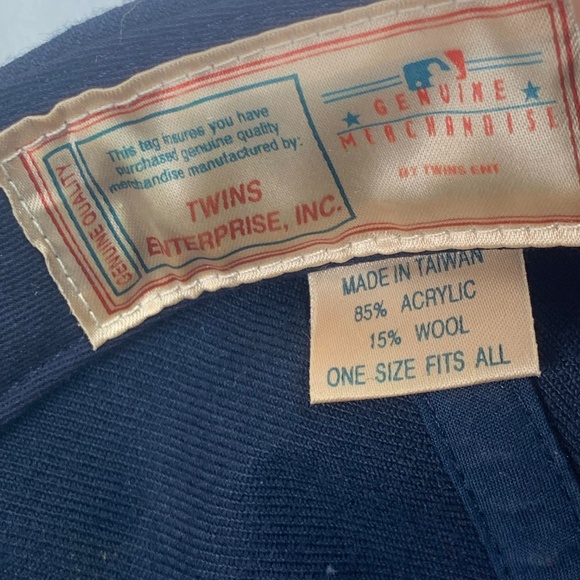 GENUINE QUALITY
This tag insures you have
purchased genuine quality
merchandise manufactured by:
TWINS
ENTERPRISE, INC.
GENUINE
MERCHANDISE
BY TWINS ENT
MADE IN TAIWAN
85% ACRYLIC
15% WOOL
ONE SIZE FITS ALL